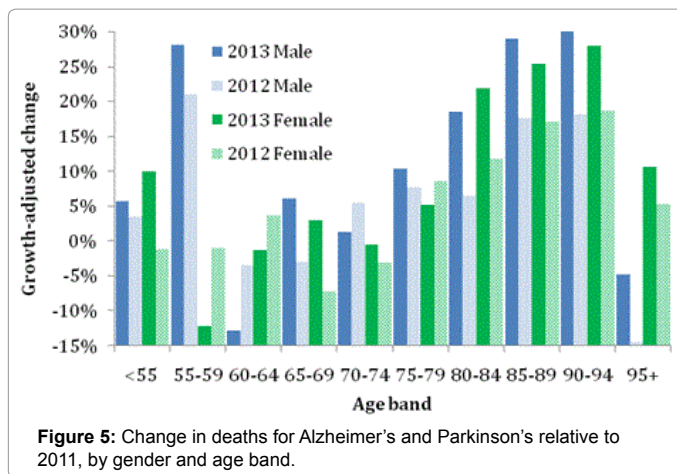 30%
25%
20%
15%
10%
5%
0%
-5%
-10%
-15%
Growth-adjusted change
2013 Male
2012 Male
2013 Female
2012 Female
<55 55-59 60-64 65-69 70-74 75-79 80-84 85-89 90-94 95+
Age band
Figure 5: Change in deaths for Alzheimer's and Parkinson's relative to
2011, by gender and age band.